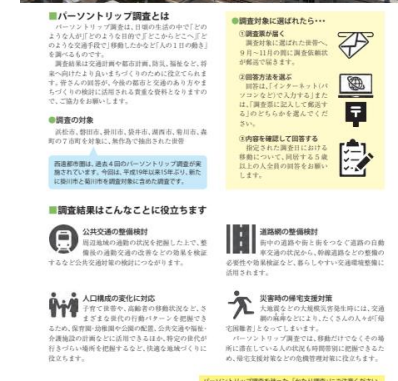 ■パーソントリップ調査とは
パーソントリップ調査は、日頃の生活の中で「どの
ような人が」「どのような目的で」「どこからどこへ」「ど
のような交通手段で」移動したかなど「人の1日の動き」
を調べるものです。
調査結果は交通計画や都市計画、防災、福祉など、将
来へ向けたより良いまちづくりのために役立てられま
す。皆さんの回答が、今後の都市と交通のあり方やま
ちづくりの検討に活用される貴重な資料となりますの
で、ご協力をお願いします。
●調査の対象
浜松市、磐田市、掛川市、袋井市、湖西市、菊川市、森
町の7市町を対象に、無作為で抽出された世帯
西遠都市圏は、過去4回のパーソントリップ調査が実
施されています。今回は、平成19年以来15年ぶり、新た
に掛川市と菊川市を調査対象に含めた調査です。
●調査対象に選ばれたら・・・
①調査票が届く
調査対象に選ばれた世帯へ、
9月〜11月の間に調査依頼状
が郵送で届きます。
②回答方法を選ぶ
回答は、「インターネット(パ
ソコンなど)で入力する」また
は、「調査票に記入して郵送す
る」のどちらかを選んでくだ
さい。
③内容を確認して回答する
指定された調査日における
移動について、同居する5歳
以上の人全員の回答をお願い
します。
■調査結果はこんなことに役立ちます
公共交通の整備検討
周辺地域の通勤の状況を把握した上で、整
備後の通勤交通の改善などの効果を検証
するなど公共交通対策の検討につながります。
道路網の整備検討
街中の道路や街と街をつなぐ道路の自動
車交通の状況から、幹線道路などの整備の
必要性や効果検証など、暮らしやすい交通環境整備に
活用されます。
人口構成の変化に対応
子育て世帯や、高齢者の移動状況など、さ
まざまな世代の行動パターンを把握でき
るため、保育園・幼稚園や公園の配置、公共交通や福祉・
介護施設の計画などに活用できるほか、特定の世代が
行きづらい場所を把握するなど、快適な地域づくりに
役立ちます。
災害時の帰宅支援対策
大地震などの大規模災害発生時には、交通
網の麻痺などにより、たくさんの人々が「帰
宅困難者」となってしまいます。
パーソントリップ調査では、移動だけでなくその場
所に滞在している人の状況も時間帯別に把握できるた
め、帰宅支援対策などの危機管理対策に役立ちます。